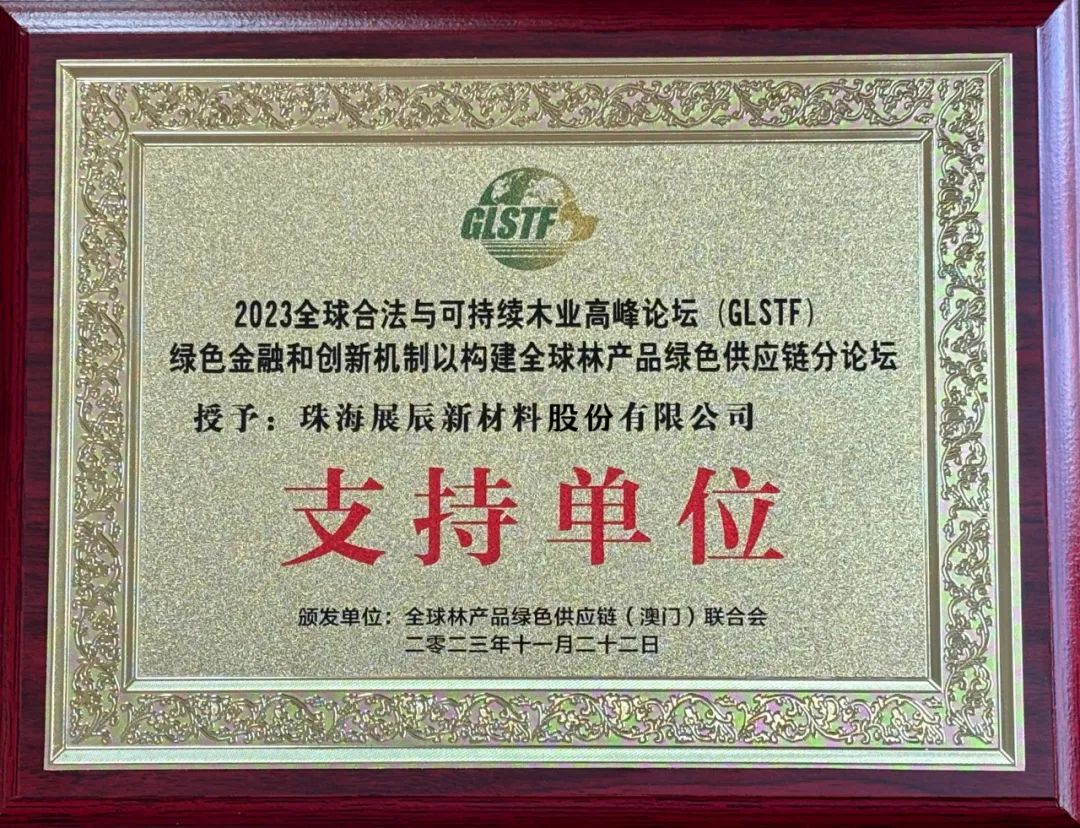 GLSTF
2023全球合法与可持续木业高峰论坛（GLSTF）
绿色金融和创新机制以构建全球林产品绿色供应链分论坛
授予：珠海展辰新材料股份有限公司
支持单位
颁发单位：全球林产品绿色供应链（澳门）联合会
二零二三年十一月二十二日